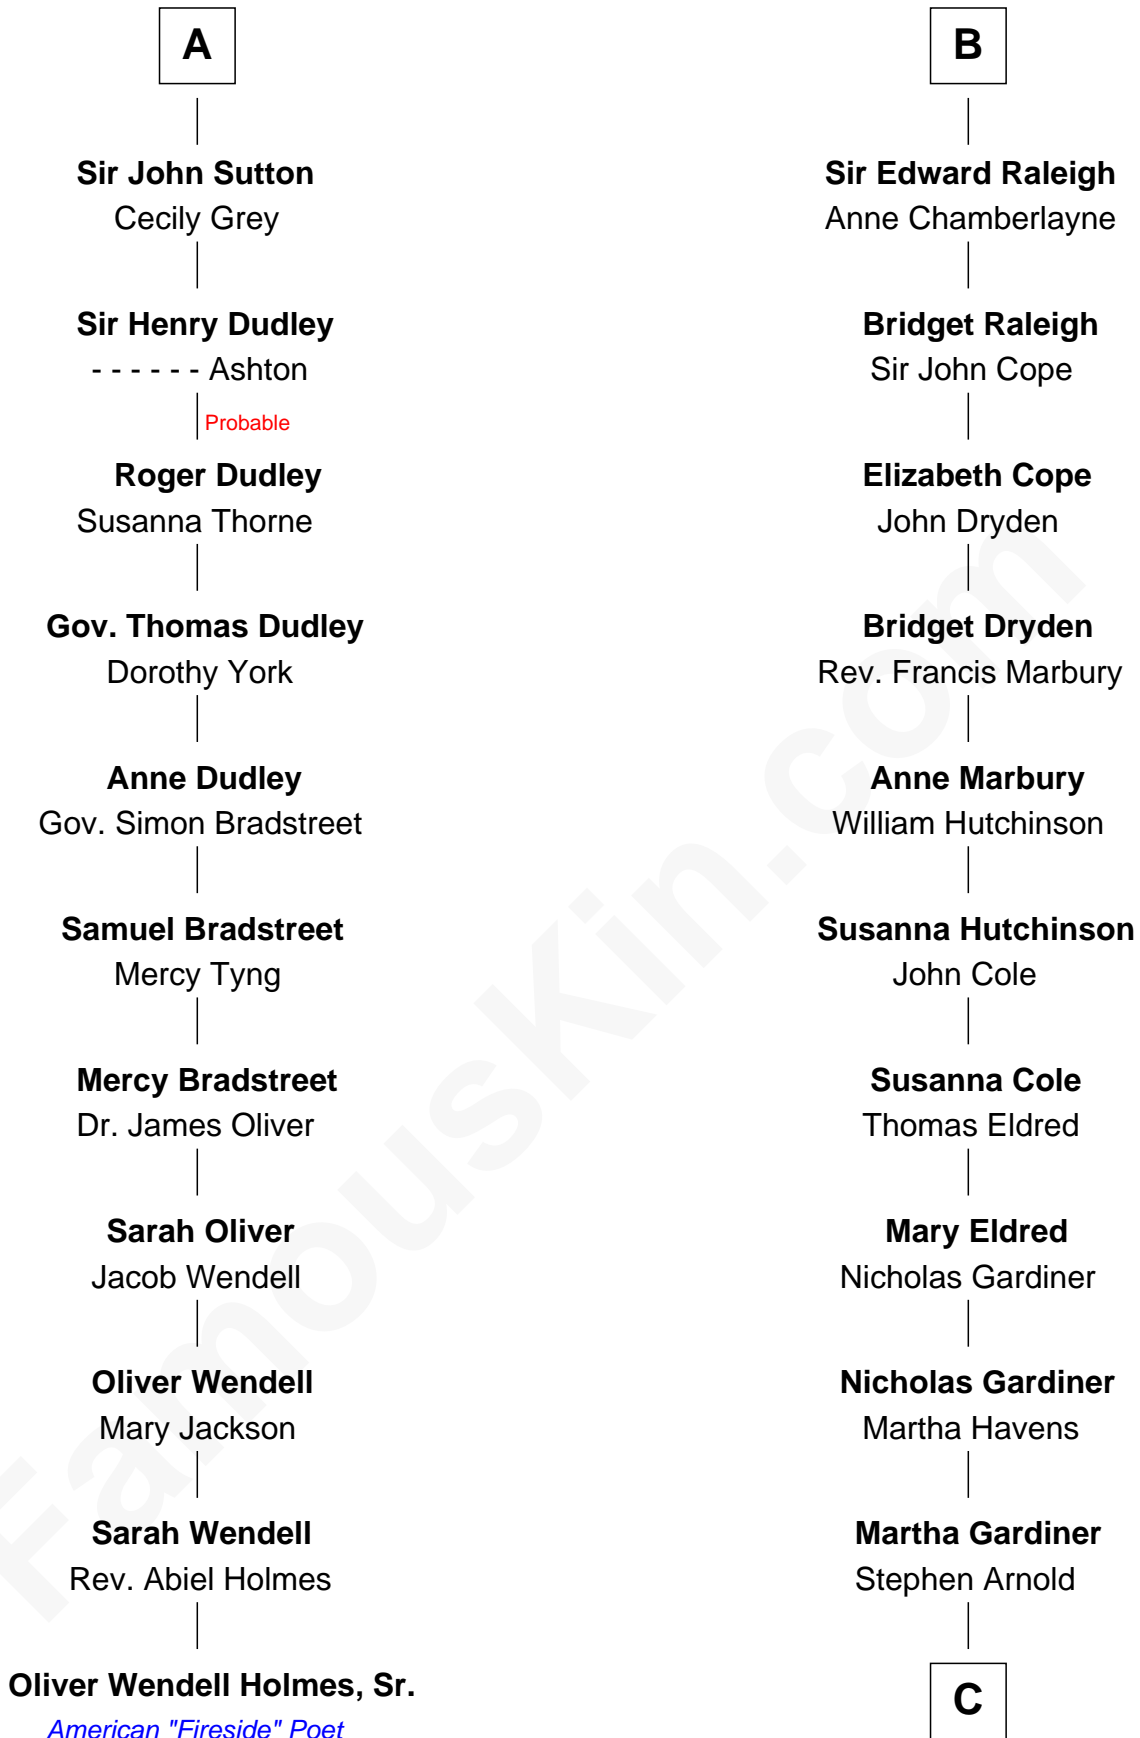 A
Sir John Sutton
Cecily Grey
Sir Henry Dudley
- - - - - - Ashton
Probable
Roger Dudley
Susanna Thorne
Gov. Thomas Dudley
Dorothy York
Anne Dudley
Gov. Simon Bradstreet
Samuel Bradstreet
Mercy Tyng
Mercy Bradstreet
Dr. James Oliver
Sarah Oliver
Jacob Wendell
Oliver Wendell
Mary Jackson
Sarah Wendell
Rev. Abiel Holmes
Oliver Wendell Holmes, Sr.
American "Fireside" Poet
B
Sir Edward Raleigh
Anne Chamberlayne
Bridget Raleigh
Sir John Cope
Elizabeth Cope
John Dryden
Bridget Dryden
Rev. Francis Marbury
Anne Marbury
William Hutchinson
Susanna Hutchinson
John Cole
Susanna Cole
Thomas Eldred
Mary Eldred
Nicholas Gardiner
Nicholas Gardiner
Martha Havens
Martha Gardiner
Stephen Arnold
C
FamousKin.com